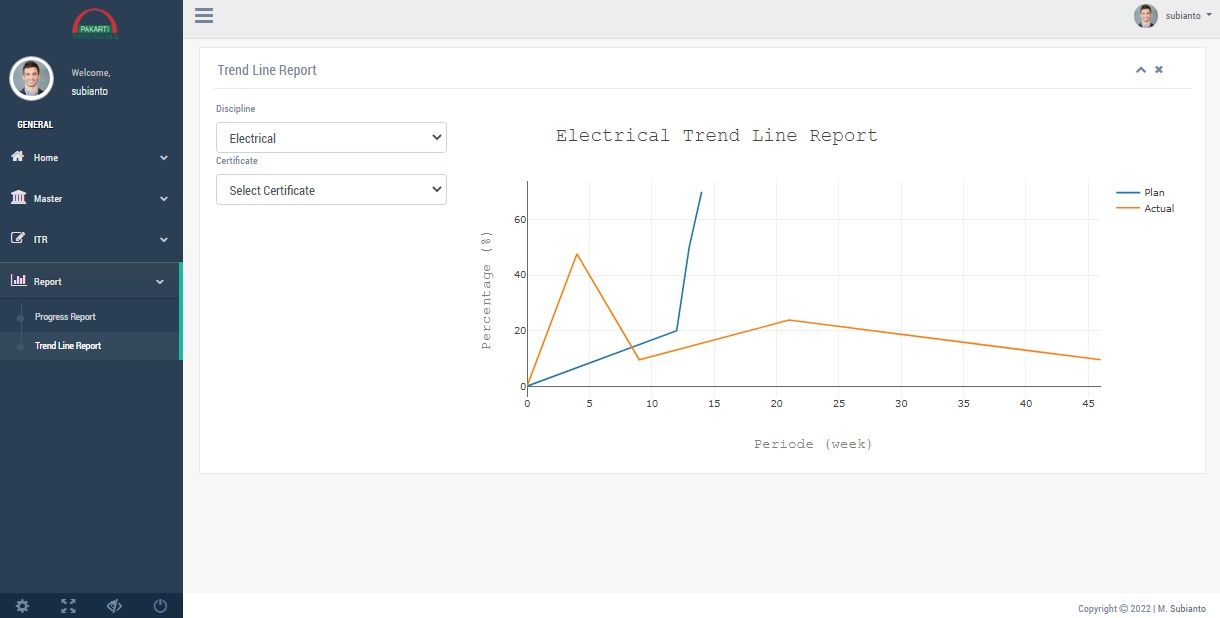 PAKARTI
subianto
Welcome,
subianto
GENERAL
Home
Master
ITR
Report
Progress Report
Trend Line Report
Trend Line Report
Discipline
Electrical
Certificate
Select Certificate
Electrical Trend Line Report
Plan
Actual
Percentage (%)
60
40
20
0
0 5 10 15 20 25 30 35 40 45
Periode (week)
Copyright © 2022 | M. Subianto